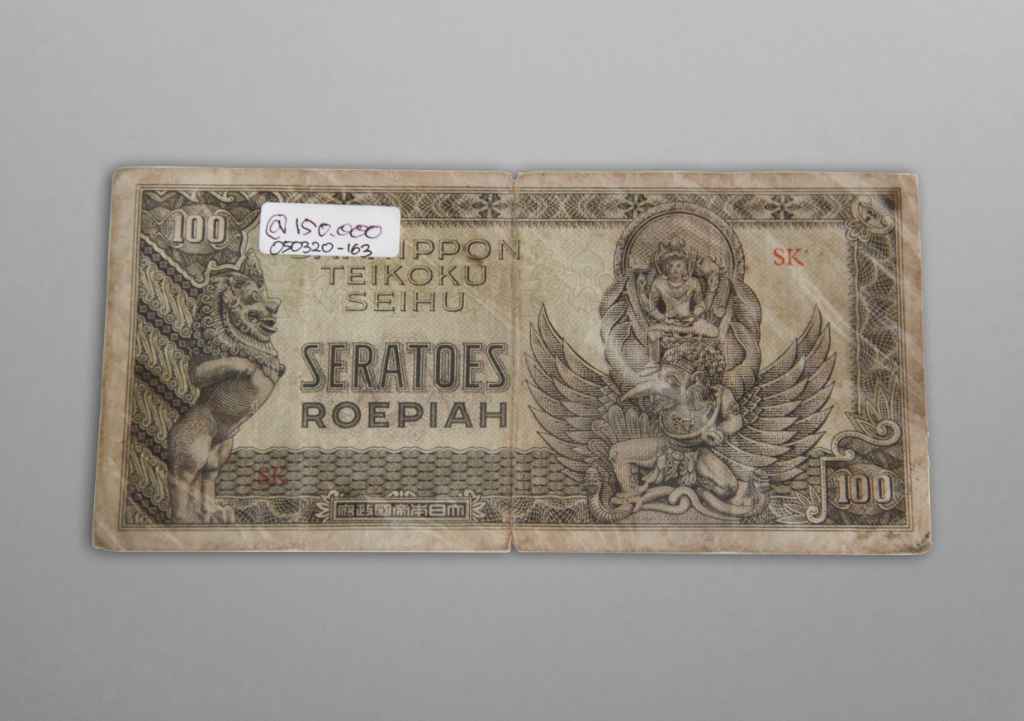 100
@ 150.000
050320-163
NIPPON
TEIKOKU
SEIHU
SK
SERATOES
ROEPIAH
SK
大日本帝國政府
100